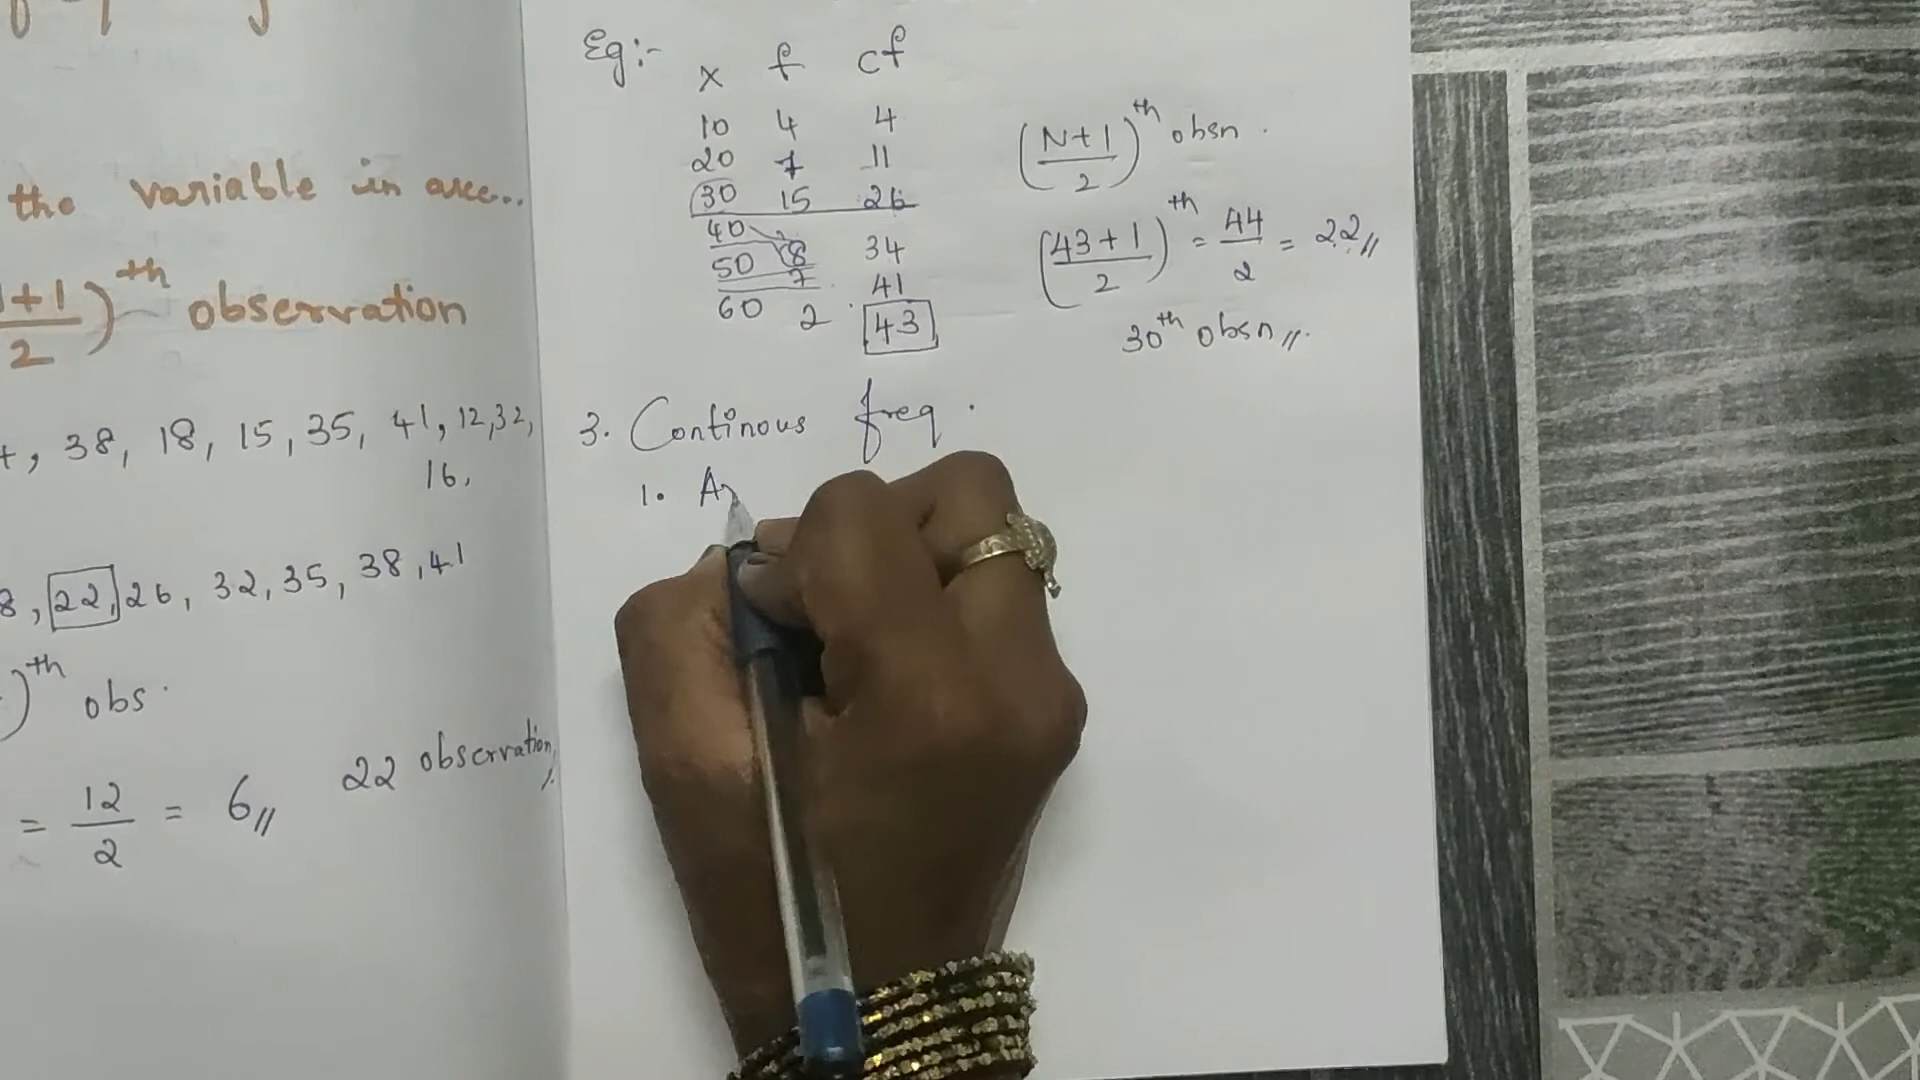 the variable in
+1 / 2 )th observation
, 38, 18, 15, 35, 41, 12, 32,
16,
8, 22, 26, 32, 35, 38, 41
)th obs.
= 12/2 = 6,, 22 observation,,
Eg:-
x f cf
10 4 4
20 7 11
30 15 26
40 8 34
50 7 41
60 2 43
(N+1 / 2)th obsn.
(43+1 / 2)th = 44/2 = 22,,
30th obsn,,.
3. Continous freq.
1. Ar